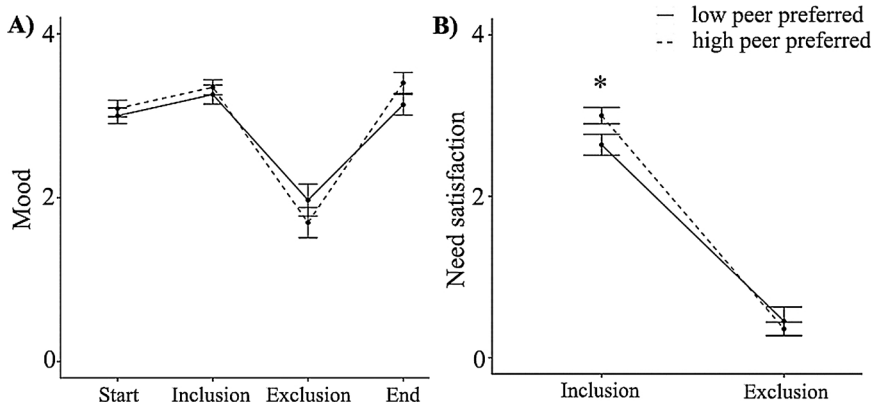 A)
Mood
4
2
0
Start Inclusion Exclusion End
B)
low peer preferred
high peer preferred
Need satisfaction
4
2
0
*
Inclusion Exclusion